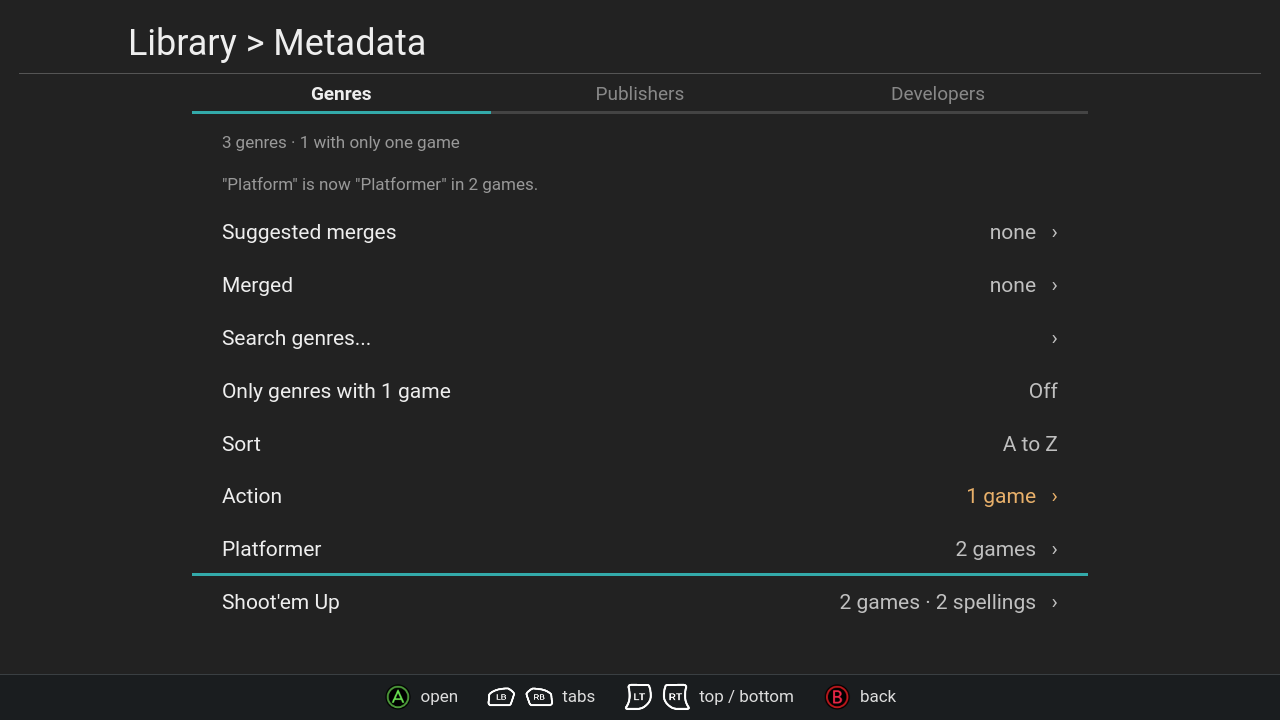 Library > Metadata
Genres Publishers Developers
3 genres · 1 with only one game
"Platform" is now "Platformer" in 2 games.
Suggested merges none ›
Merged none ›
Search genres... ›
Only genres with 1 game Off
Sort A to Z
Action 1 game ›
Platformer 2 games ›
Shoot'em Up 2 games · 2 spellings ›
A open LB RB tabs LT RT top / bottom B back